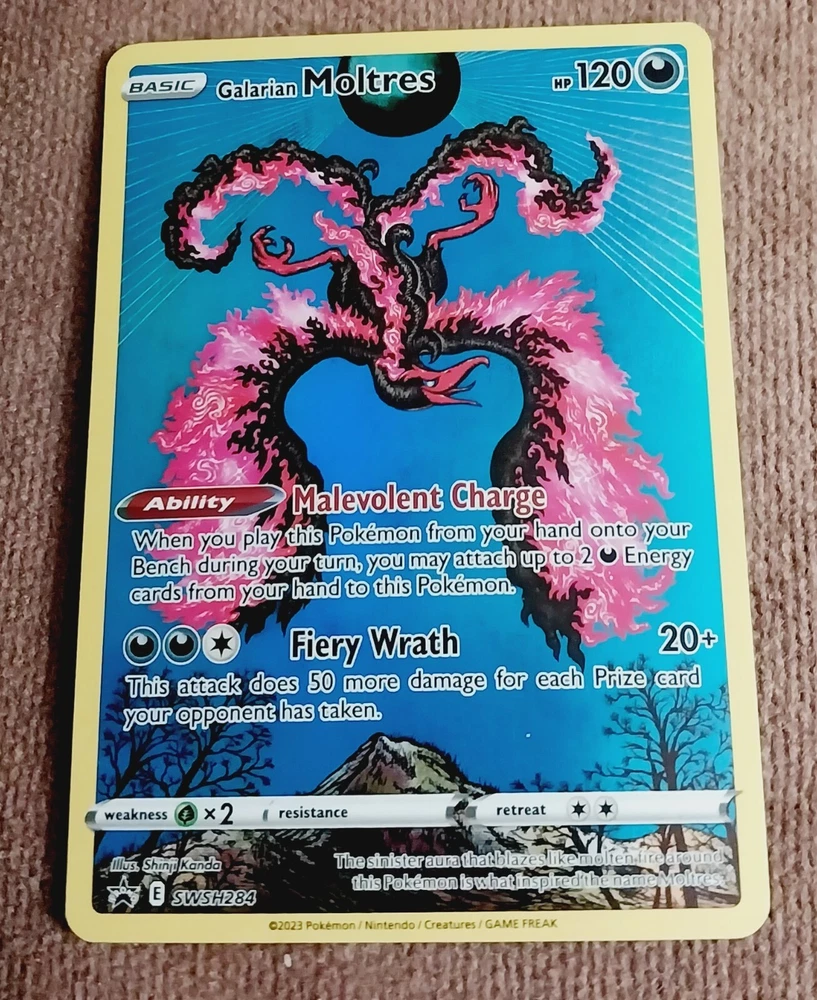 BASIC Galarian Moltres HP 120
Ability Malevolent Charge
When you play this Pokémon from your hand onto your
Bench during your turn, you may attach up to 2 Energy
cards from your hand to this Pokémon.
Fiery Wrath 20+
This attack does 50 more damage for each Prize card
your opponent has taken.
weakness ×2 resistance retreat
Illus. Shinji Kanda
The sinister aura that blazes like molten fire around
this Pokémon is what inspired the name Moltres.
E SWSH284
©2023 Pokémon / Nintendo / Creatures / GAME FREAK